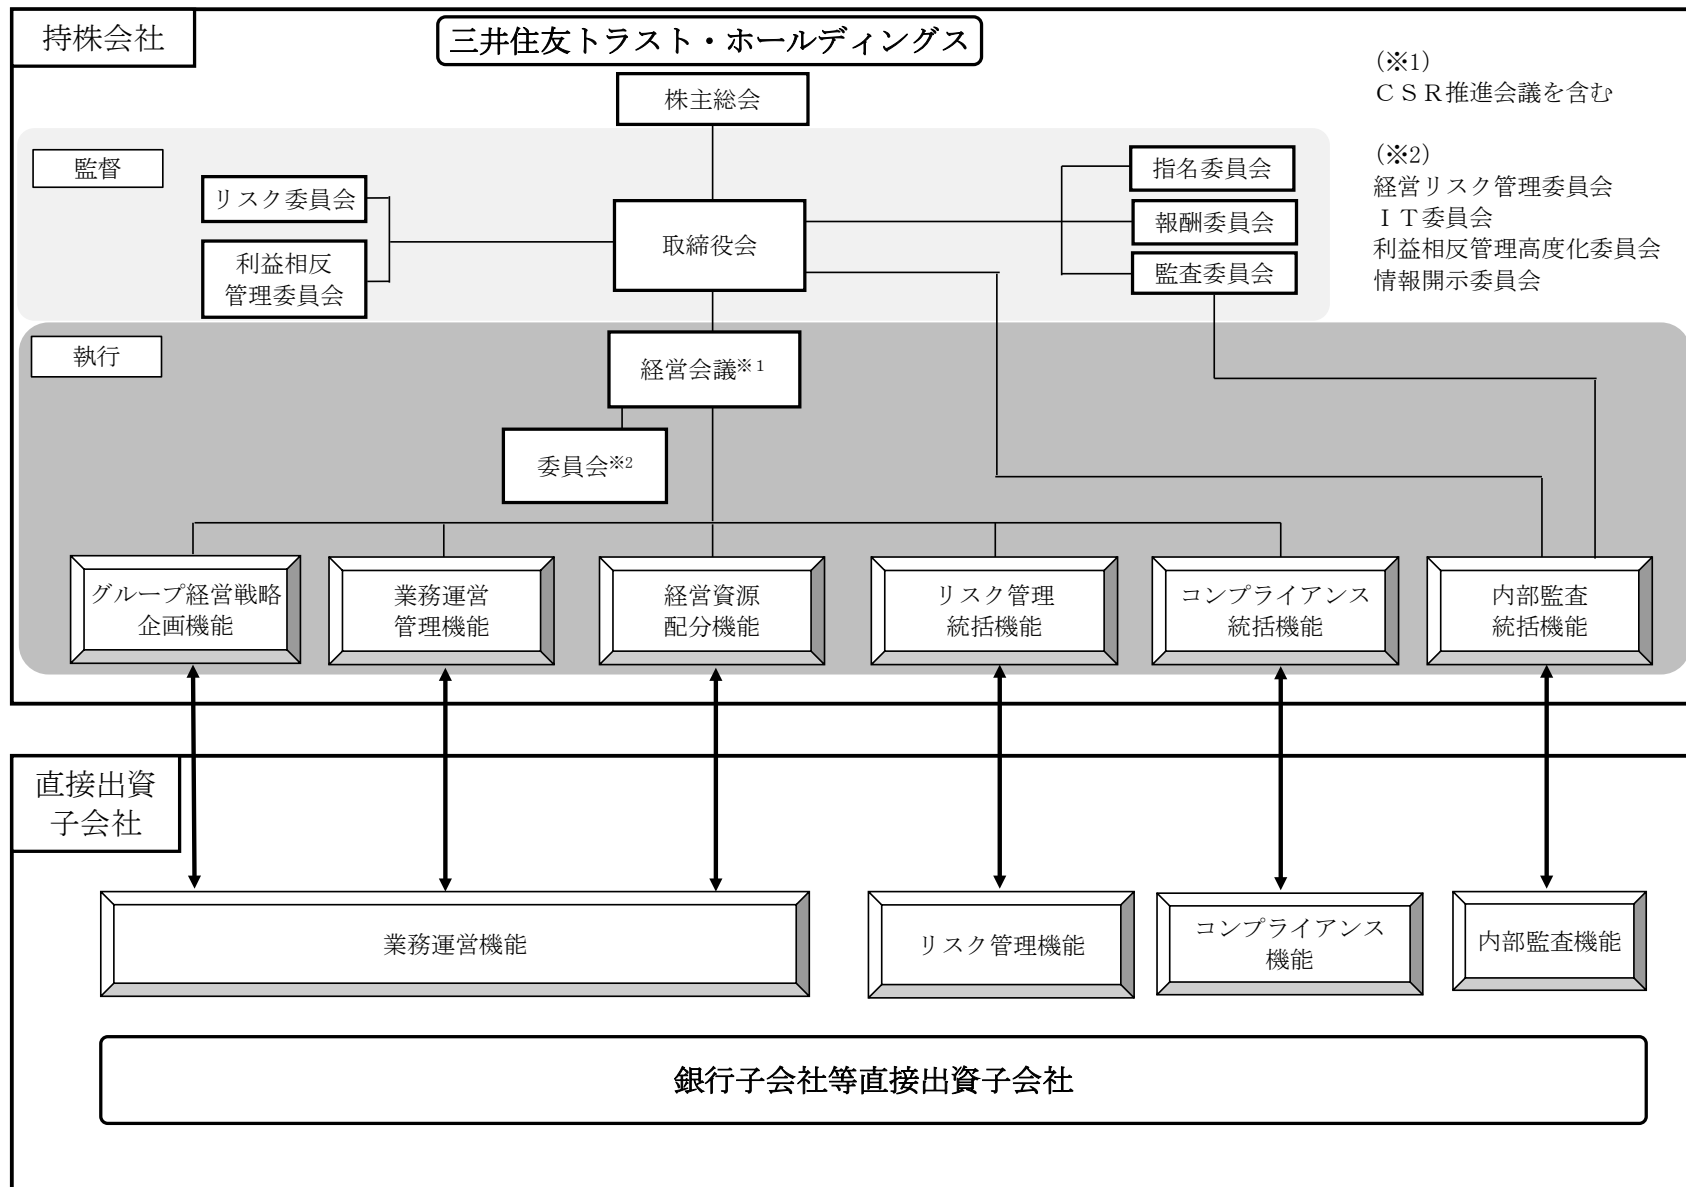 持株会社
三井住友トラスト・ホールディングス
(※1)
ＣＳＲ推進会議を含む
(※2)
経営リスク管理委員会
ＩＴ委員会
利益相反管理高度化委員会
情報開示委員会
株主総会
監督
リスク委員会
利益相反
管理委員会
取締役会
指名委員会
報酬委員会
監査委員会
執行
経営会議※1
委員会※2
グループ経営戦略
企画機能
業務運営
管理機能
経営資源
配分機能
リスク管理
統括機能
コンプライアンス
統括機能
内部監査
統括機能
直接出資
子会社
業務運営機能
リスク管理機能
コンプライアンス
機能
内部監査機能
銀行子会社等直接出資子会社